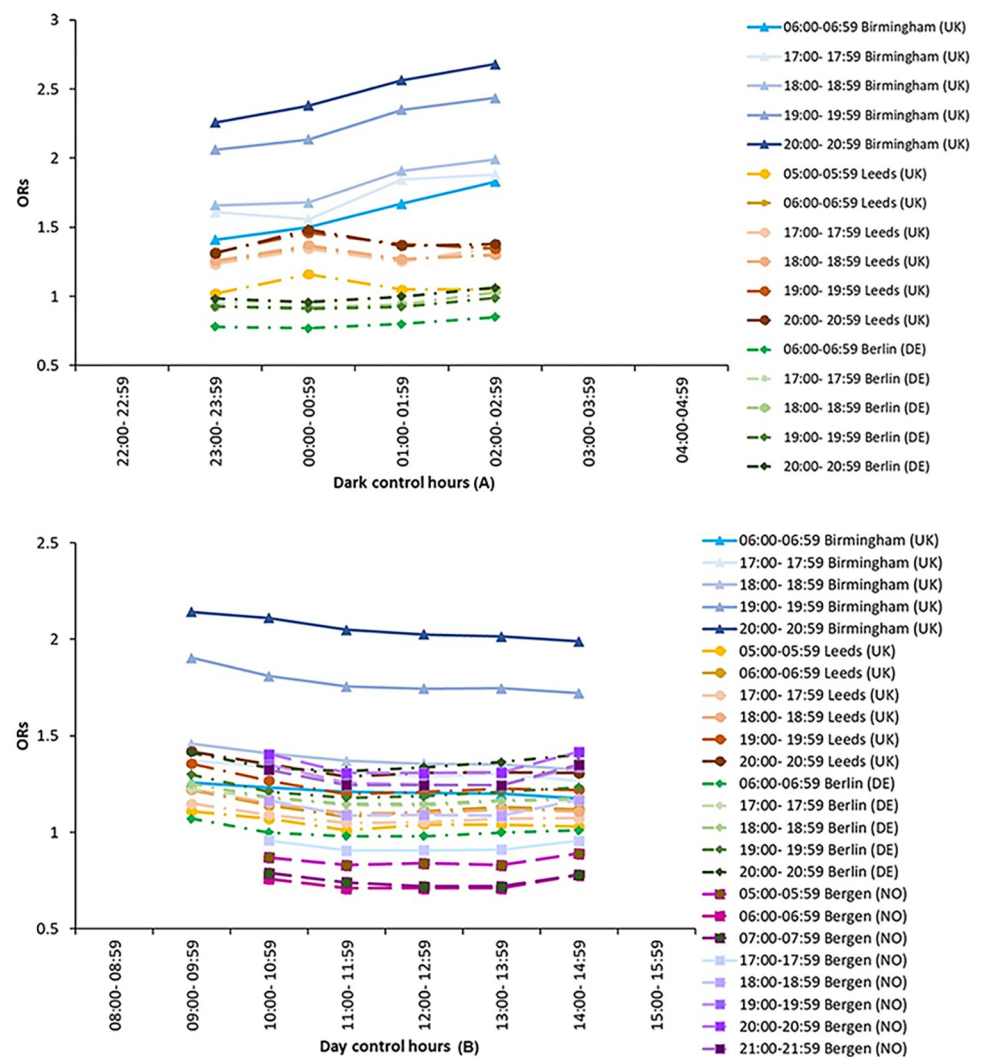 3
2.5
2
1.5
1
0.5
ORs
22:00- 22:59
23:00- 23:59
00:00- 00:59
01:00- 01:59
02:00- 02:59
03:00- 03:59
04:00-04:59
Dark control hours (A)
06:00-06:59 Birmingham (UK)
17:00- 17:59 Birmingham (UK)
18:00- 18:59 Birmingham (UK)
19:00- 19:59 Birmingham (UK)
20:00- 20:59 Birmingham (UK)
05:00-05:59 Leeds (UK)
06:00-06:59 Leeds (UK)
17:00- 17:59 Leeds (UK)
18:00- 18:59 Leeds (UK)
19:00- 19:59 Leeds (UK)
20:00- 20:59 Leeds (UK)
06:00-06:59 Berlin (DE)
17:00- 17:59 Berlin (DE)
18:00- 18:59 Berlin (DE)
19:00- 19:59 Berlin (DE)
20:00- 20:59 Berlin (DE)
2.5
2
1.5
1
0.5
ORs
08:00- 08:59
09:00- 09:59
10:00- 10:59
11:00- 11:59
12:00- 12:59
13:00- 13:59
14:00- 14:59
15:00- 15:59
Day control hours (B)
06:00-06:59 Birmingham (UK)
17:00- 17:59 Birmingham (UK)
18:00- 18:59 Birmingham (UK)
19:00- 19:59 Birmingham (UK)
20:00- 20:59 Birmingham (UK)
05:00-05:59 Leeds (UK)
06:00-06:59 Leeds (UK)
17:00- 17:59 Leeds (UK)
18:00- 18:59 Leeds (UK)
19:00- 19:59 Leeds (UK)
20:00- 20:59 Leeds (UK)
06:00-06:59 Berlin (DE)
17:00- 17:59 Berlin (DE)
18:00- 18:59 Berlin (DE)
19:00- 19:59 Berlin (DE)
20:00- 20:59 Berlin (DE)
05:00-05:59 Bergen (NO)
06:00-06:59 Bergen (NO)
07:00-07:59 Bergen (NO)
17:00-17:59 Bergen (NO)
18:00-18:59 Bergen (NO)
19:00-19:59 Bergen (NO)
20:00-20:59 Bergen (NO)
21:00-21:59 Bergen (NO)